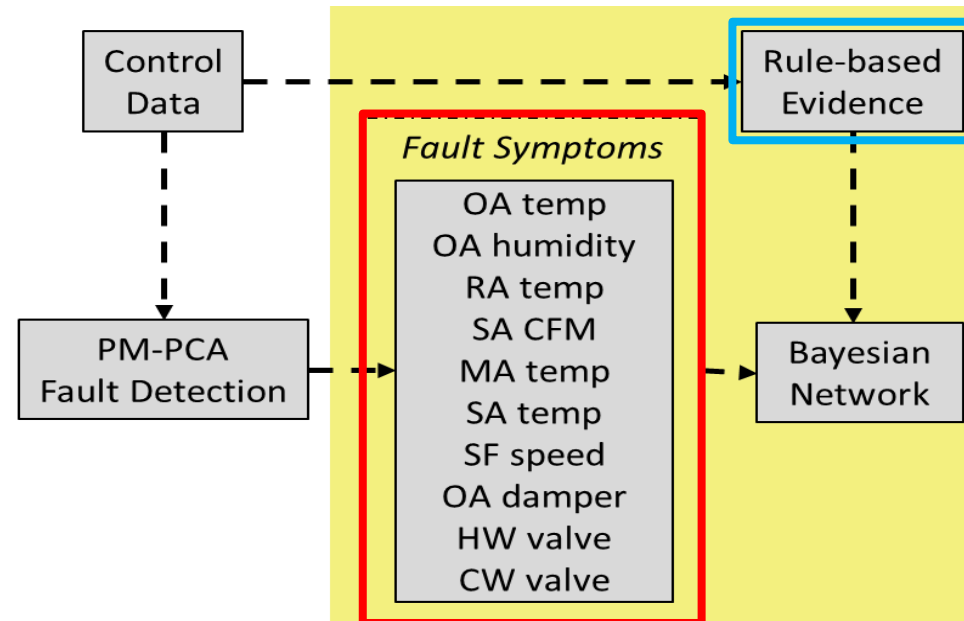 Control
Data
Rule-based
Evidence
Fault Symptoms
OA temp
OA humidity
RA temp
SA CFM
MA temp
SA temp
SF speed
OA damper
HW valve
CW valve
PM-PCA
Fault Detection
Bayesian
Network